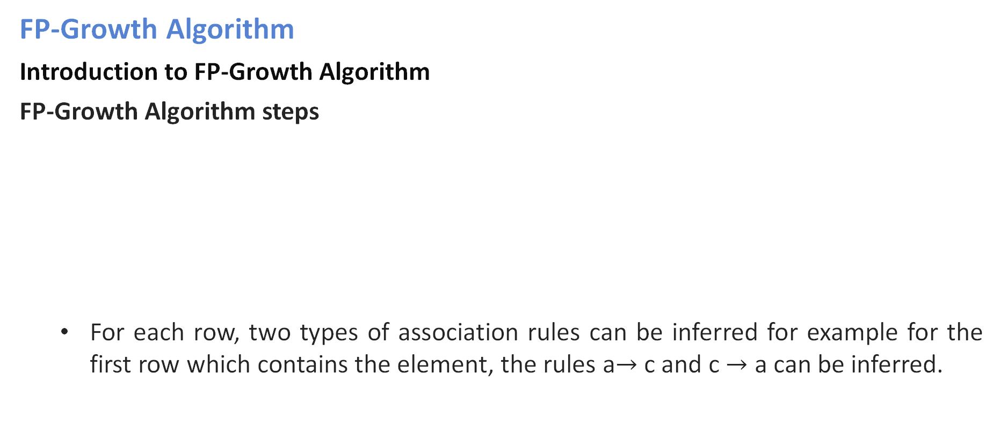 FP-Growth Algorithm
Introduction to FP-Growth Algorithm
FP-Growth Algorithm steps
• For each row, two types of association rules can be inferred for example for the
first row which contains the element, the rules a→ c and c → a can be inferred.